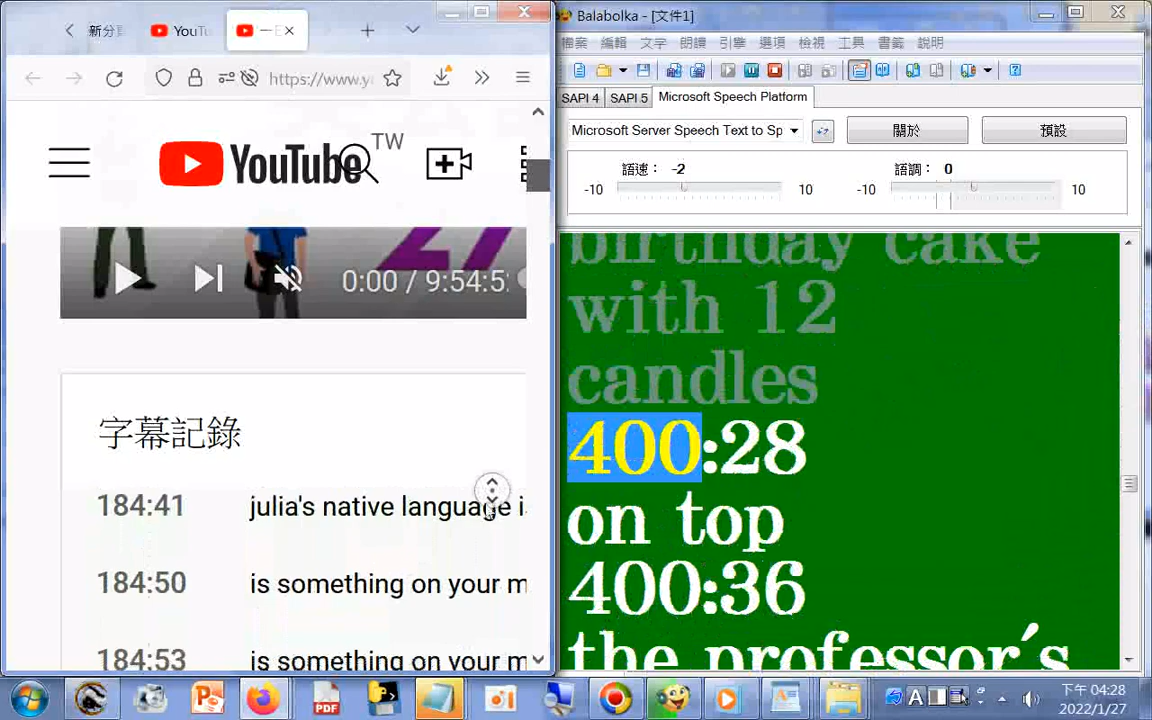 新分
YouTu
一 E
https://www.y
TW
YouTube
27
0:00 / 9:54:5
字幕記錄
184:41 julia's native language i
184:50 is something on your m
184:53 is something on your m
Balabolka - [文件1]
檔案 編輯 文字 朗讀 引擎 選項 檢視 工具 書籤 說明
SAPI 4 SAPI 5 Microsoft Speech Platform
Microsoft Server Speech Text to Sp
關於
預設
語速： -2
語調： 0
-10 10
-10 10
birthday cake
with 12
candles
400:28
on top
400:36
the professor's
PDF
A
下午 04:28
2022/1/27